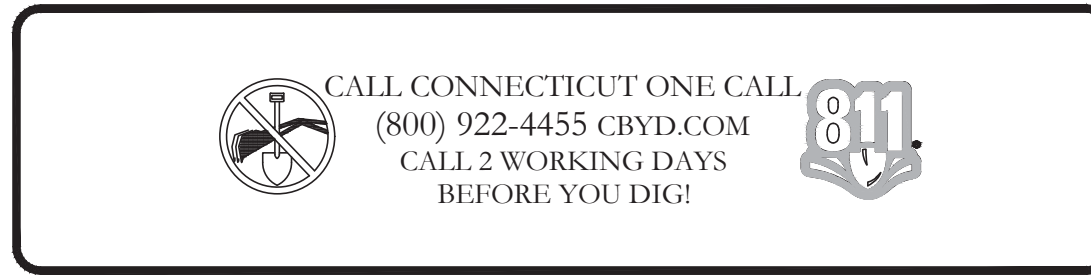 CALL CONNECTICUT ONE CALL
(800) 922-4455 CBYD.COM
CALL 2 WORKING DAYS
BEFORE YOU DIG!
811